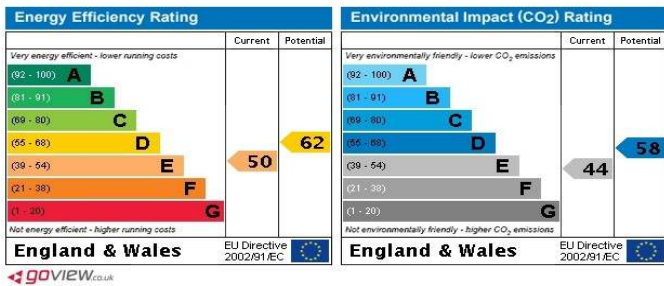 Energy Efficiency Rating
Current Potential
Very energy efficient - lower running costs
(92 - 100) A
(81 - 91) B
(69 - 80) C
(55 - 68) D
(39 - 54) E
(21 - 38) F
(1 - 20) G
50
62
Not energy efficient - higher running costs
England & Wales
EU Directive
2002/91/EC
Environmental Impact (CO2) Rating
Current Potential
Very environmentally friendly - lower CO2 emissions
(92 - 100) A
(81 - 91) B
(69 - 80) C
(55 - 68) D
(39 - 54) E
(21 - 38) F
(1 - 20) G
44
58
Not environmentally friendly - higher CO2 emissions
England & Wales
EU Directive
2002/91/EC
goview.co.uk